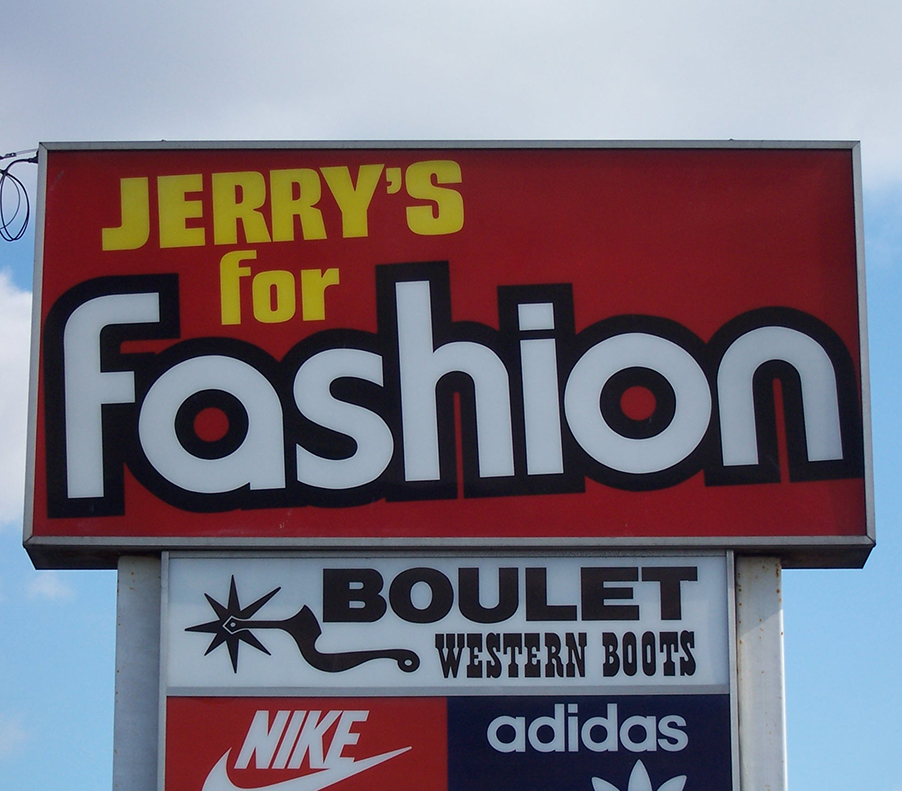 JERRY'S
for
fashion
BOULET
WESTERN BOOTS
NIKE
adidas